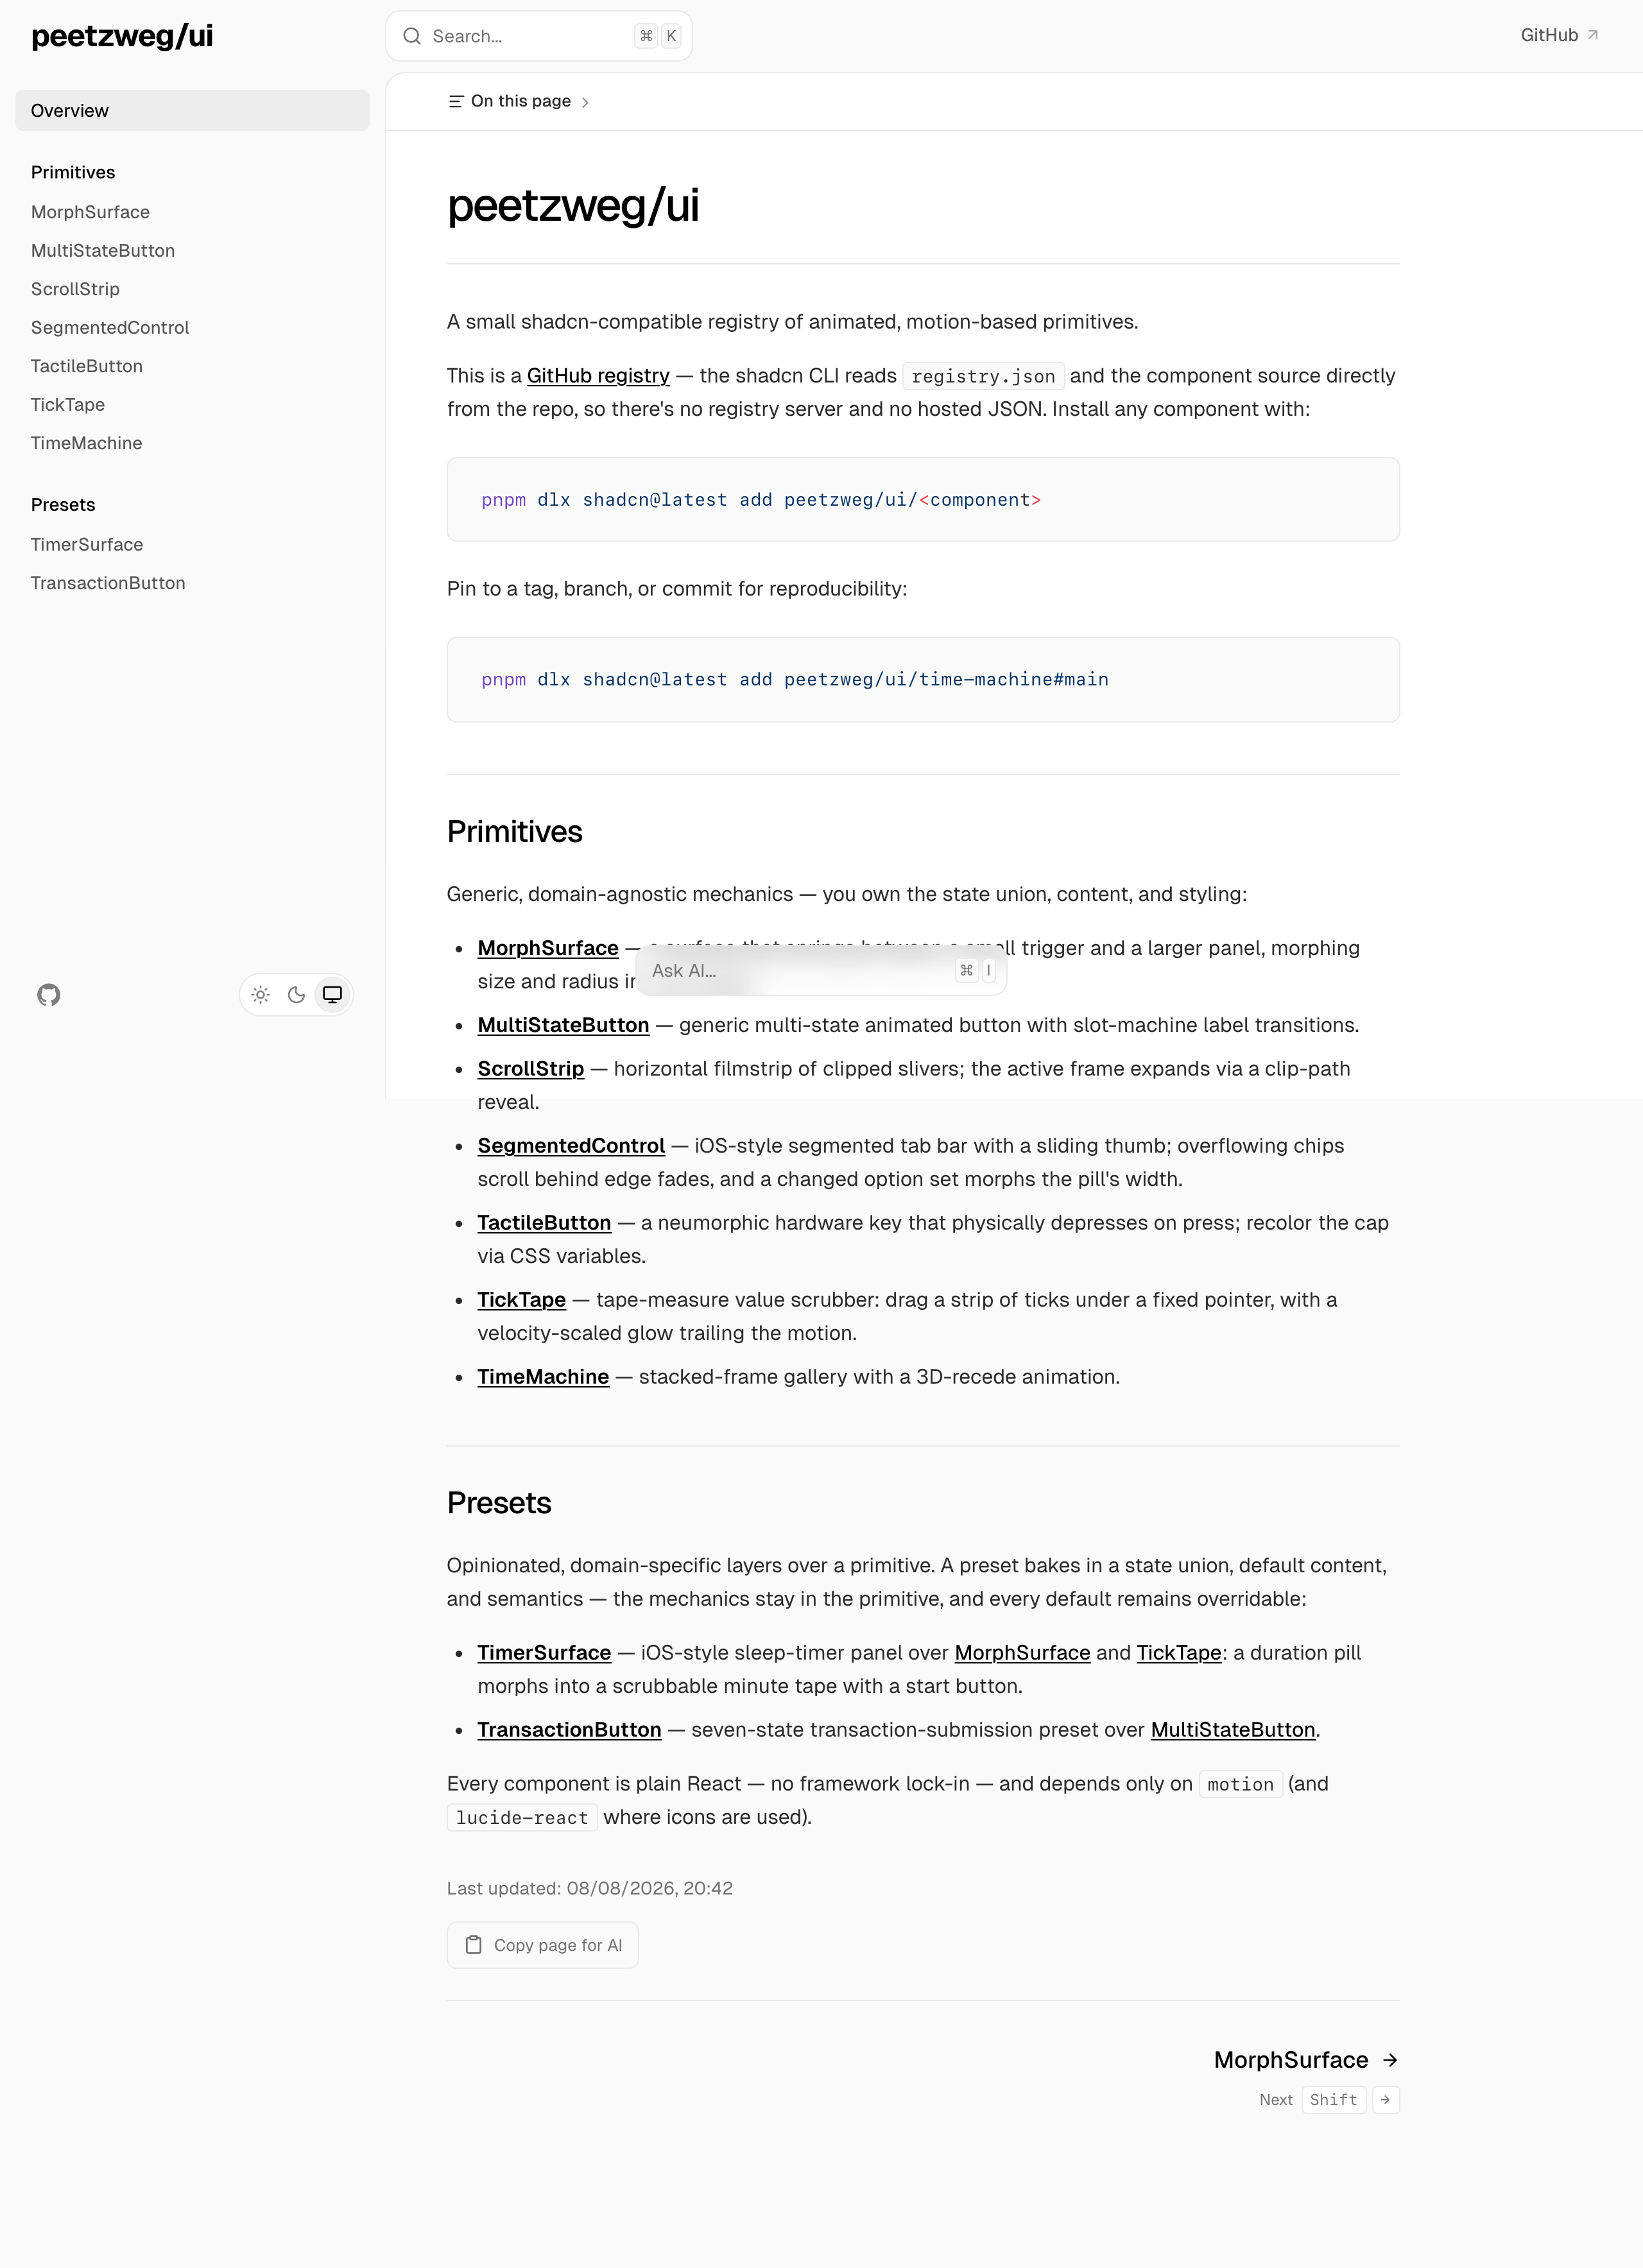 peetzweg/ui
Search...
⌘ K
GitHub
Overview
Primitives
MorphSurface
MultiStateButton
ScrollStrip
SegmentedControl
TactileButton
TickTape
TimeMachine
Presets
TimerSurface
TransactionButton
On this page
peetzweg/ui
A small shadcn-compatible registry of animated, motion-based primitives.
This is a GitHub registry — the shadcn CLI reads registry.json and the component source directly
from the repo, so there's no registry server and no hosted JSON. Install any component with:
pnpm dlx shadcn@latest add peetzweg/ui/<component>
Pin to a tag, branch, or commit for reproducibility:
pnpm dlx shadcn@latest add peetzweg/ui/time-machine#main
Primitives
Generic, domain-agnostic mechanics — you own the state union, content, and styling:
MorphSurface — a surface that springs between a small trigger and a larger panel, morphing
size and radius
Ask AI...
⌘ I
MultiStateButton — generic multi-state animated button with slot-machine label transitions.
ScrollStrip — horizontal filmstrip of clipped slivers; the active frame expands via a clip-path
reveal.
SegmentedControl — iOS-style segmented tab bar with a sliding thumb; overflowing chips
scroll behind edge fades, and a changed option set morphs the pill's width.
TactileButton — a neumorphic hardware key that physically depresses on press; recolor the cap
via CSS variables.
TickTape — tape-measure value scrubber: drag a strip of ticks under a fixed pointer, with a
velocity-scaled glow trailing the motion.
TimeMachine — stacked-frame gallery with a 3D-recede animation.
Presets
Opinionated, domain-specific layers over a primitive. A preset bakes in a state union, default content,
and semantics — the mechanics stay in the primitive, and every default remains overridable:
TimerSurface — iOS-style sleep-timer panel over MorphSurface and TickTape: a duration pill
morphs into a scrubbable minute tape with a start button.
TransactionButton — seven-state transaction-submission preset over MultiStateButton.
Every component is plain React — no framework lock-in — and depends only on motion (and
lucide-react where icons are used).
Last updated: 08/08/2026, 20:42
Copy page for AI
MorphSurface →
Next Shift →